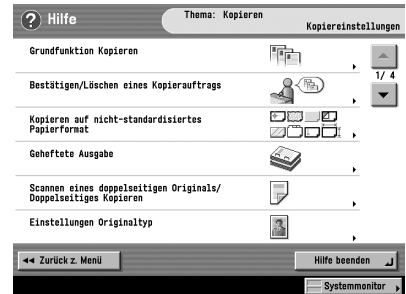 Hilfe
Thema: Kopieren
Kopiereinstellungen
Grundfunktion Kopieren
1/ 4
Bestätigen/Löschen eines Kopierauftrags
Kopieren auf nicht-standardisiertes
Papierformat
Geheftete Ausgabe
Scannen eines doppelseitigen Originals/
Doppelseitiges Kopieren
Einstellungen Originaltyp
Zurück z. Menü
Hilfe beenden
Systemmonitor